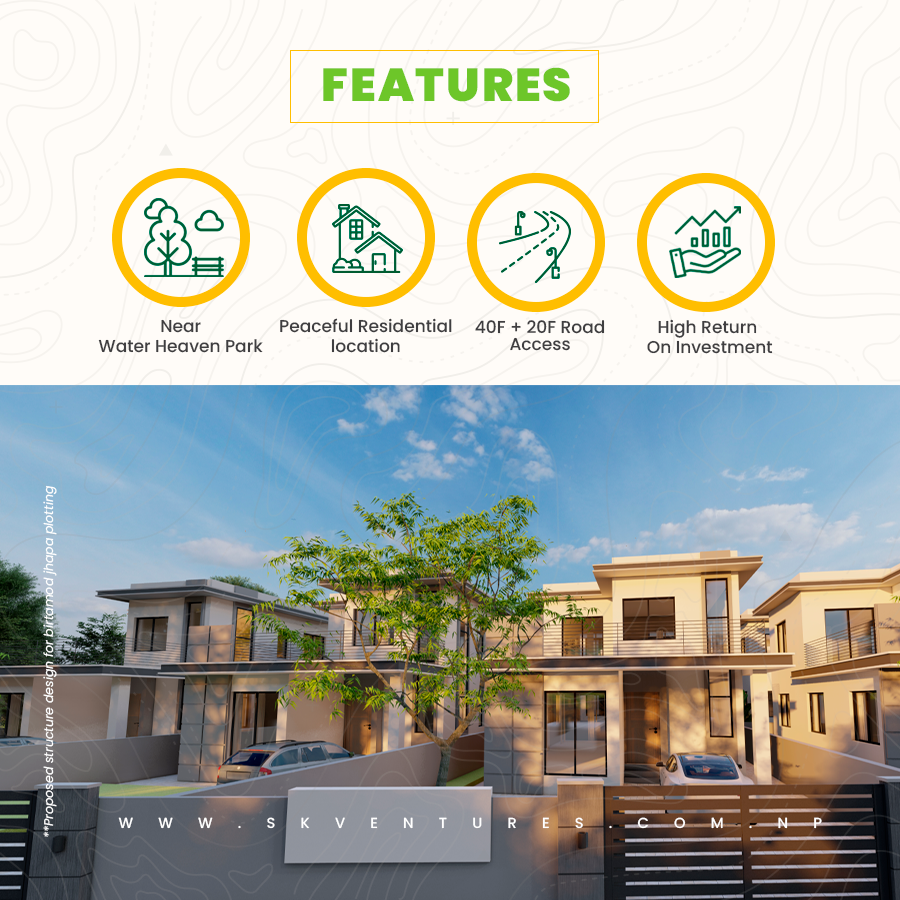 FEATURES
Near
Water Heaven Park
Peaceful Residential
location
40F + 20F Road
Access
High Return
On Investment
**Proposed structure design for birtamod jhapa plotting
WWW.SKVENTURES.COM.NP